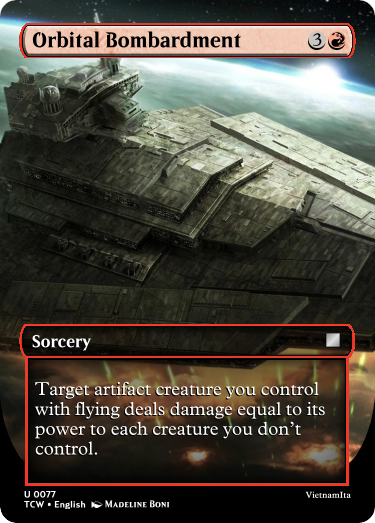 Orbital Bombardment 3
Sorcery
Target artifact creature you control
with flying deals damage equal to its
power to each creature you don't
control.
U 0077
VietnamIta
TCW • English MADELINE BONI